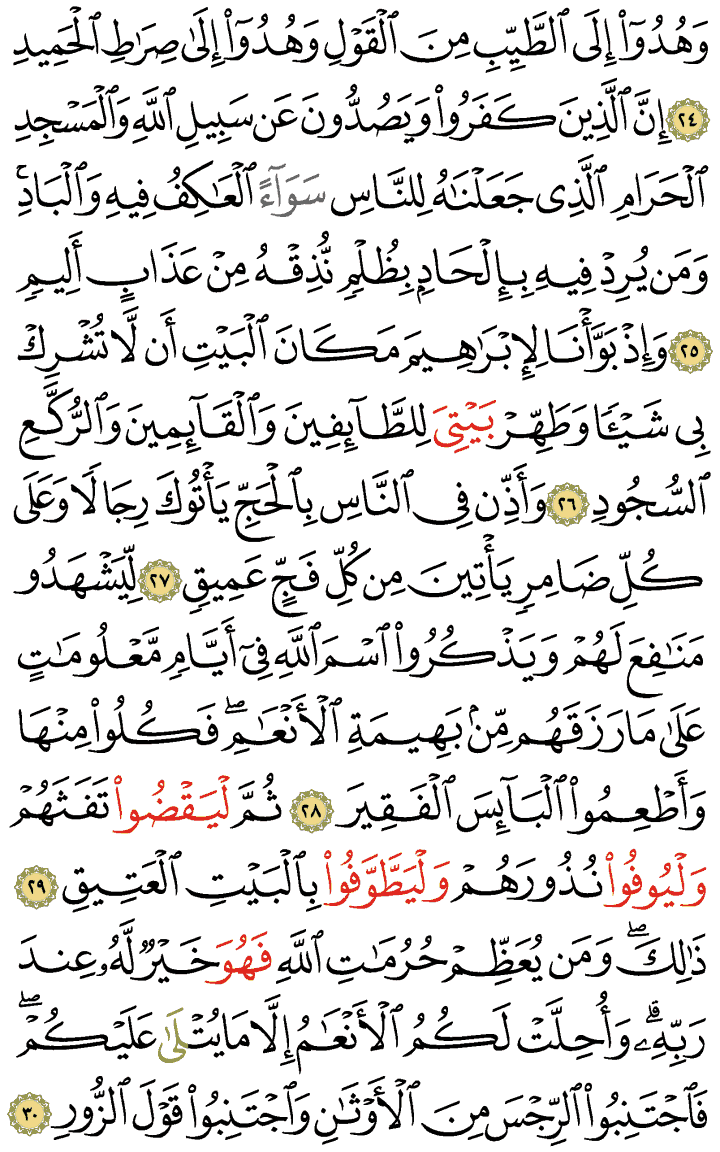 وَهُدُوٓا۟ إِلَى ٱلطَّيِّبِ مِنَ ٱلْقَوْلِ وَهُدُوٓا۟ إِلَىٰ صِرَٰطِ ٱلْحَمِيدِ
٢٤ إِنَّ ٱلَّذِينَ كَفَرُوا۟ وَيَصُدُّونَ عَن سَبِيلِ ٱللَّهِ وَٱلْمَسْجِدِ
ٱلْحَرَامِ ٱلَّذِى جَعَلْنَٰهُ لِلنَّاسِ سَوَآءً ٱلْعَٰكِفُ فِيهِ وَٱلْبَادِۦ
وَمَن يُرِدْ فِيهِ بِإِلْحَادٍۭ بِظُلْمٍ نُّذِقْهُ مِنْ عَذَابٍ أَلِيمٍ
٢٥ وَإِذْ بَوَّأْنَا لِإِبْرَٰهِيمَ مَكَانَ ٱلْبَيْتِ أَن لَّا تُشْرِكْ
بِى شَيْـًٔا وَطَهِّرْ بَيْتِىَ لِلطَّآئِفِينَ وَٱلْقَآئِمِينَ وَٱلرُّكَّعِ
ٱلسُّجُودِ ٢٦ وَأَذِّن فِى ٱلنَّاسِ بِٱلْحَجِّ يَأْتُوكَ رِجَالًا وَعَلَىٰ
كُلِّ ضَامِرٍ يَأْتِينَ مِن كُلِّ فَجٍّ عَمِيقٍ ٢٧ لِّيَشْهَدُوا۟
مَنَٰفِعَ لَهُمْ وَيَذْكُرُوا۟ ٱسْمَ ٱللَّهِ فِىٓ أَيَّامٍ مَّعْلُومَٰتٍ
عَلَىٰ مَا رَزَقَهُم مِّنۢ بَهِيمَةِ ٱلْأَنْعَٰمِ ۖ فَكُلُوا۟ مِنْهَا
وَأَطْعِمُوا۟ ٱلْبَآئِسَ ٱلْفَقِيرَ ٢٨ ثُمَّ لْيَقْضُوا۟ تَفَثَهُمْ
وَلْيُوفُوا۟ نُذُورَهُمْ وَلْيَطَّوَّفُوا۟ بِٱلْبَيْتِ ٱلْعَتِيقِ ٢٩
ذَٰلِكَ ۖ وَمَن يُعَظِّمْ حُرُمَٰتِ ٱللَّهِ فَهُوَ خَيْرٌ لَّهُۥ عِندَ
رَبِّهِۦ ۗ وَأُحِلَّتْ لَكُمُ ٱلْأَنْعَٰمُ إِلَّا مَا يُتْلَىٰ عَلَيْكُمْ ۖ
فَٱجْتَنِبُوا۟ ٱلرِّجْسَ مِنَ ٱلْأَوْثَٰنِ وَٱجْتَنِبُوا۟ قَوْلَ ٱلزُّورِ ٣٠